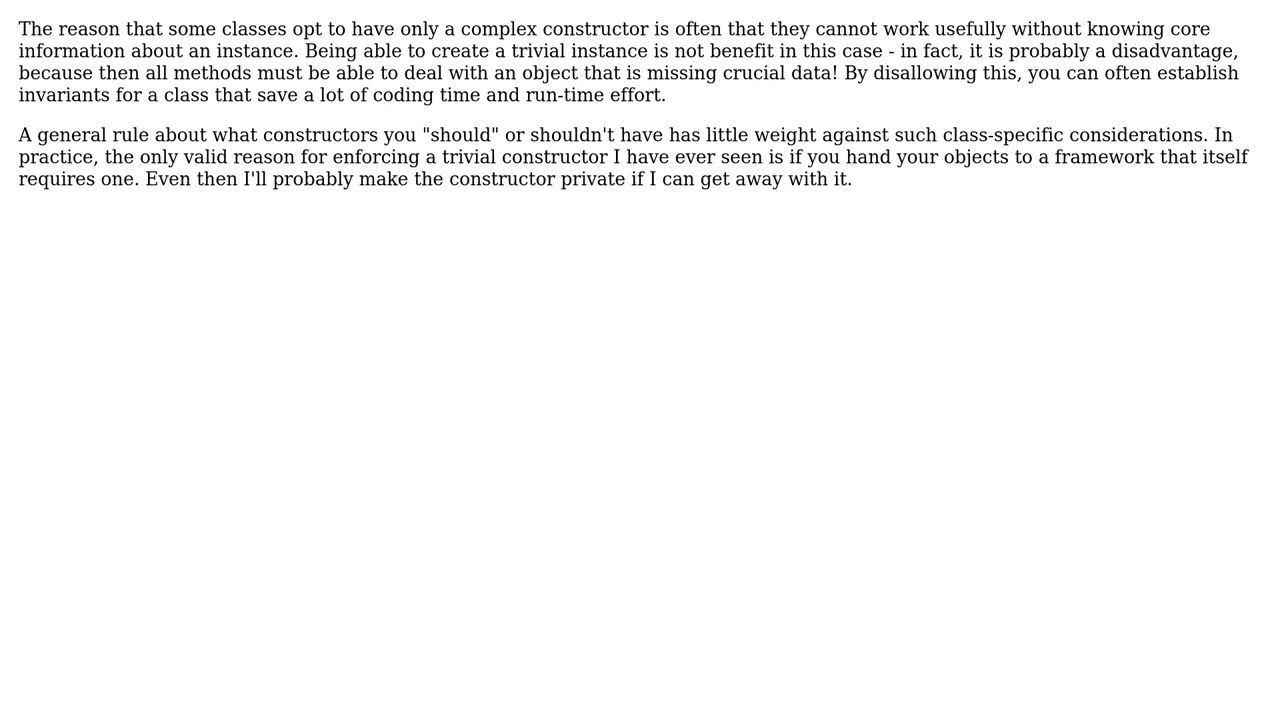 The reason that some classes opt to have only a complex constructor is often that they cannot work usefully without knowing core
information about an instance. Being able to create a trivial instance is not benefit in this case - in fact, it is probably a disadvantage,
because then all methods must be able to deal with an object that is missing crucial data! By disallowing this, you can often establish
invariants for a class that save a lot of coding time and run-time effort.
A general rule about what constructors you "should" or shouldn't have has little weight against such class-specific considerations. In
practice, the only valid reason for enforcing a trivial constructor I have ever seen is if you hand your objects to a framework that itself
requires one. Even then I'll probably make the constructor private if I can get away with it.